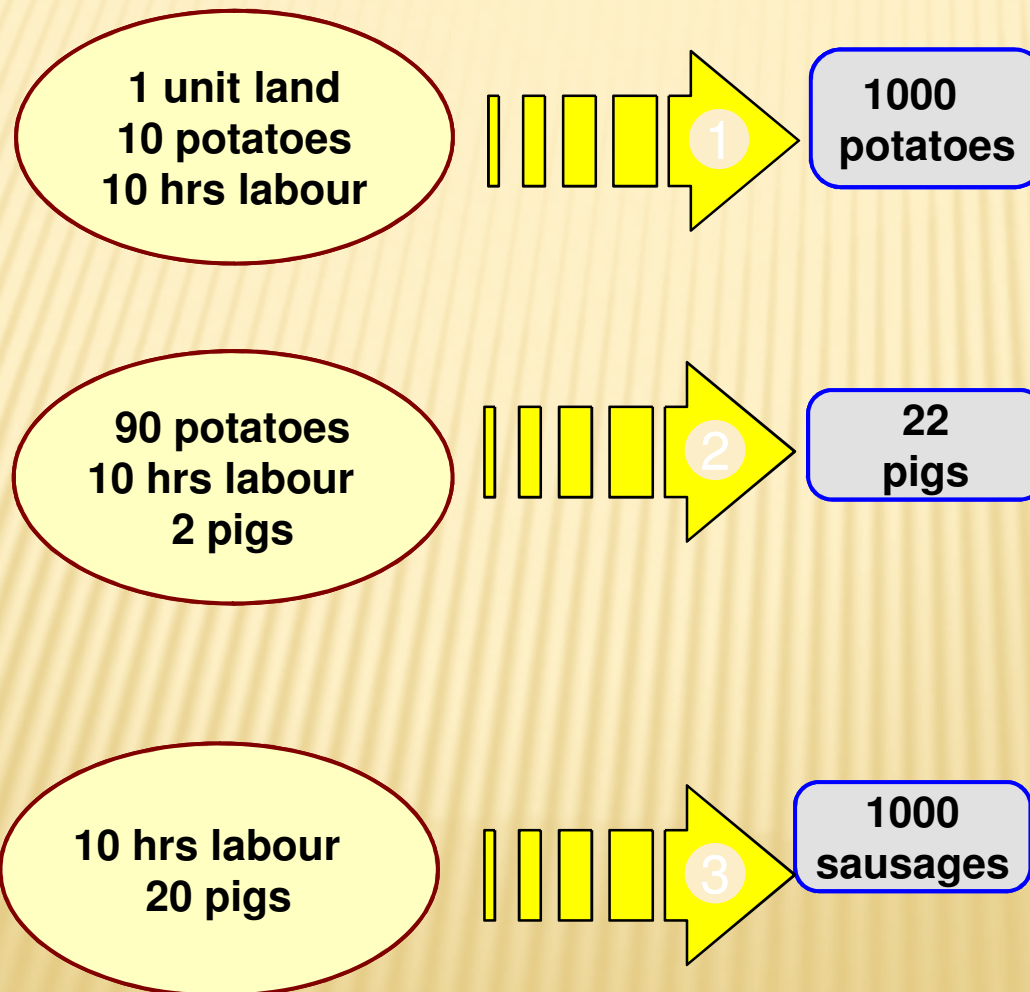 1 unit land
10 potatoes
10 hrs labour
1
1000
potatoes
90 potatoes
10 hrs labour
2 pigs
2
22
pigs
10 hrs labour
20 pigs
3
1000
sausages